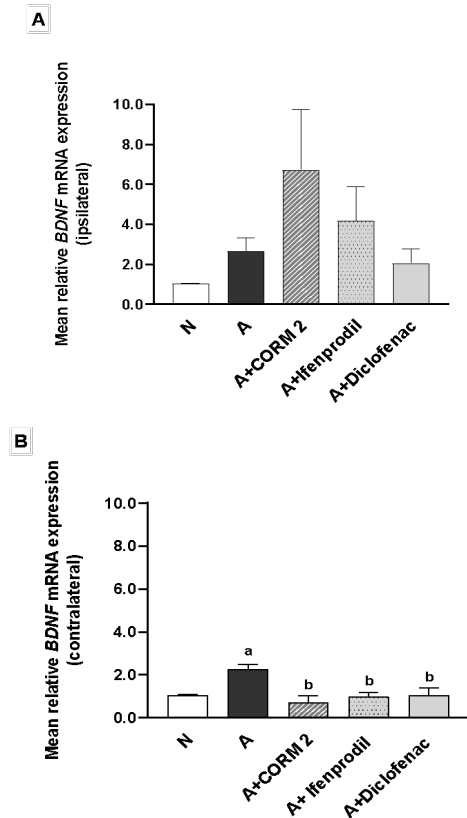 A
Mean relative BDNF mRNA expression
(ipsilateral)
10.0
8.0
6.0
4.0
2.0
0.0
N
A
A+CORM 2
A+Ifenprodil
A+Diclofenac
B
Mean relative BDNF mRNA expression
(contralateral)
10.0
8.0
6.0
4.0
2.0
0.0
a
b
b
b
N
A
A+CORM 2
A+ Ifenprodil
A+Diclofenac